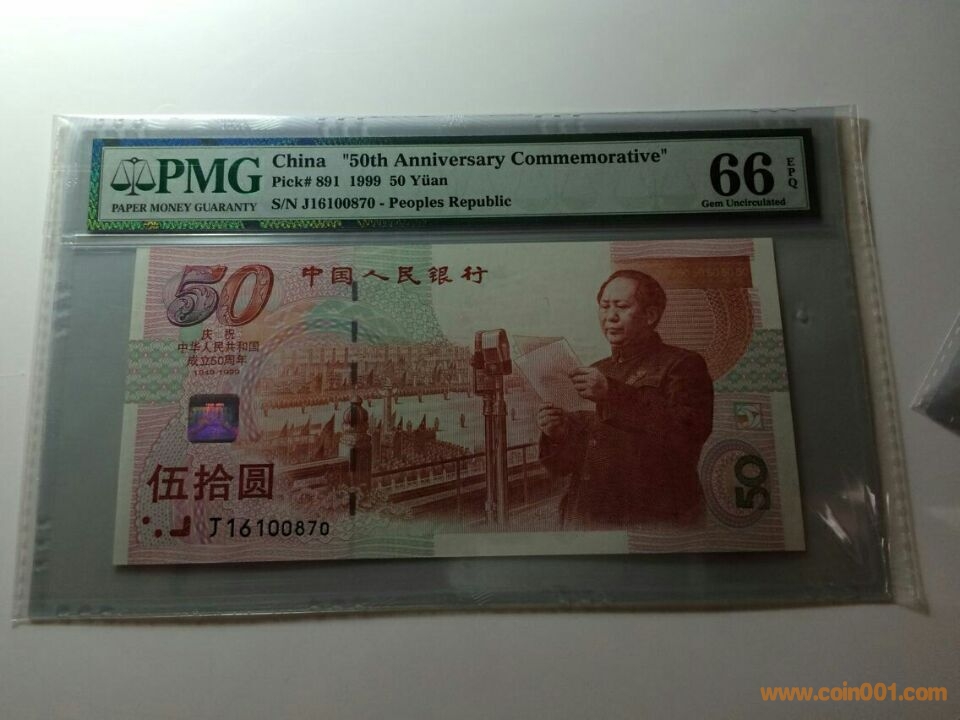 PMG
PAPER MONEY GUARANTY
China "50th Anniversary Commemorative"
Pick# 891 1999 50 Yüan
S/N J16100870 - Peoples Republic
66
EPQ
Gem Uncirculated
50
中国人民银行
庆祝
中华人民共和国
成立50周年
1949-1999
伍拾圆
J16100870
50
www.coin001.com